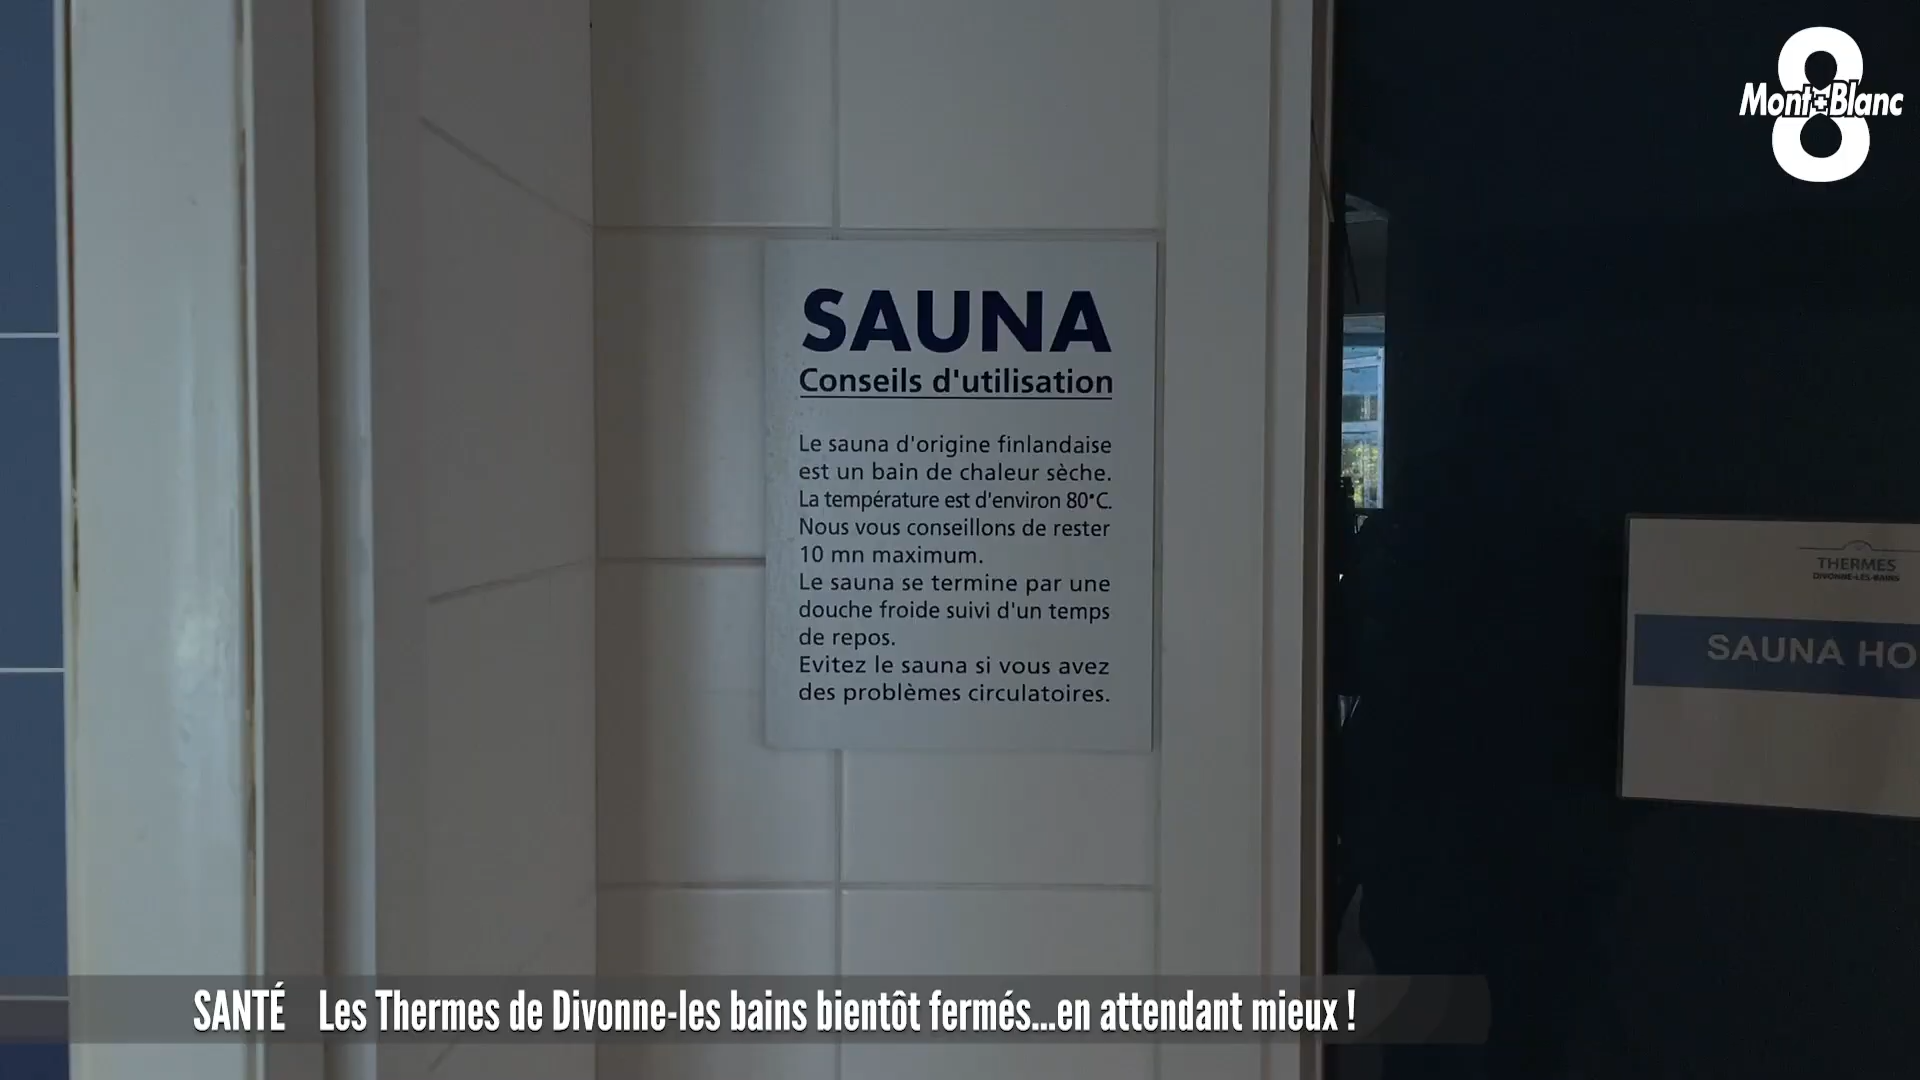 8
Mont Blanc
SAUNA
Conseils d'utilisation
Le sauna d'origine finlandaise
est un bain de chaleur sèche.
La température est d'environ 80°C.
Nous vous conseillons de rester
10 mn maximum.
Le sauna se termine par une
douche froide suivi d'un temps
de repos.
Evitez le sauna si vous avez
des problèmes circulatoires.
THERMES
DIVONNE-LES-BAINS
SAUNA HO
SANTÉ Les Thermes de Divonne-les bains bientôt fermés...en attendant mieux !